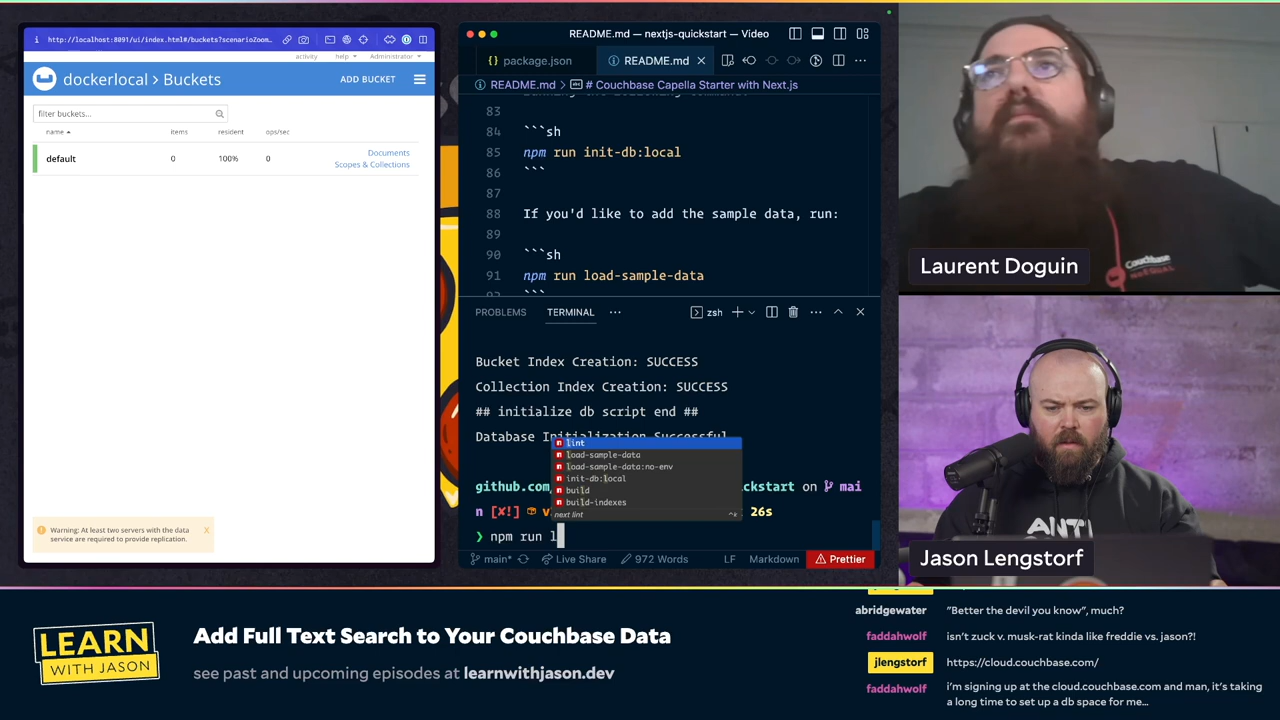 http://localhost:8091/ui/index.html#/buckets?scenarioZoom…
activity help Administrator
dockerlocal > Buckets ADD BUCKET
filter buckets...
name items resident ops/sec
default 0 100% 0
Documents
Scopes & Collections
Warning: At least two servers with the data X
service are required to provide replication.
README.md — nextjs-quickstart — Video
package.json README.md
README.md > # Couchbase Capella Starter with Next.js
83
84 ```sh
85 npm run init-db:local
86 ```
87
88 If you'd like to add the sample data, run:
89
90 ```sh
91 npm run load-sample-data
PROBLEMS TERMINAL ··· zsh
Bucket Index Creation: SUCCESS
Collection Index Creation: SUCCESS
## initialize db script end ##
Database Initialization Successful
lint
load-sample-data
load-sample-data:no-env
init-db:local
build
build-indexes
next lint ^k
github.com kstart on mai
n [✘!] v 26s
❯ npm run l
main* Live Share 972 Words LF Markdown Prettier
Laurent Doguin
Couchbase
NoEQUAL
Jason Lengstorf
ANTI
LEARN
WITH JASON
Add Full Text Search to Your Couchbase Data
see past and upcoming episodes at learnwithjason.dev
abridgewater "Better the devil you know", much?
faddahwolf isn't zuck v. musk-rat kinda like freddie vs. jason?!
jlengstorf https://cloud.couchbase.com/
faddahwolf i'm signing up at the cloud.couchbase.com and man, it's taking
a long time to set up a db space for me...